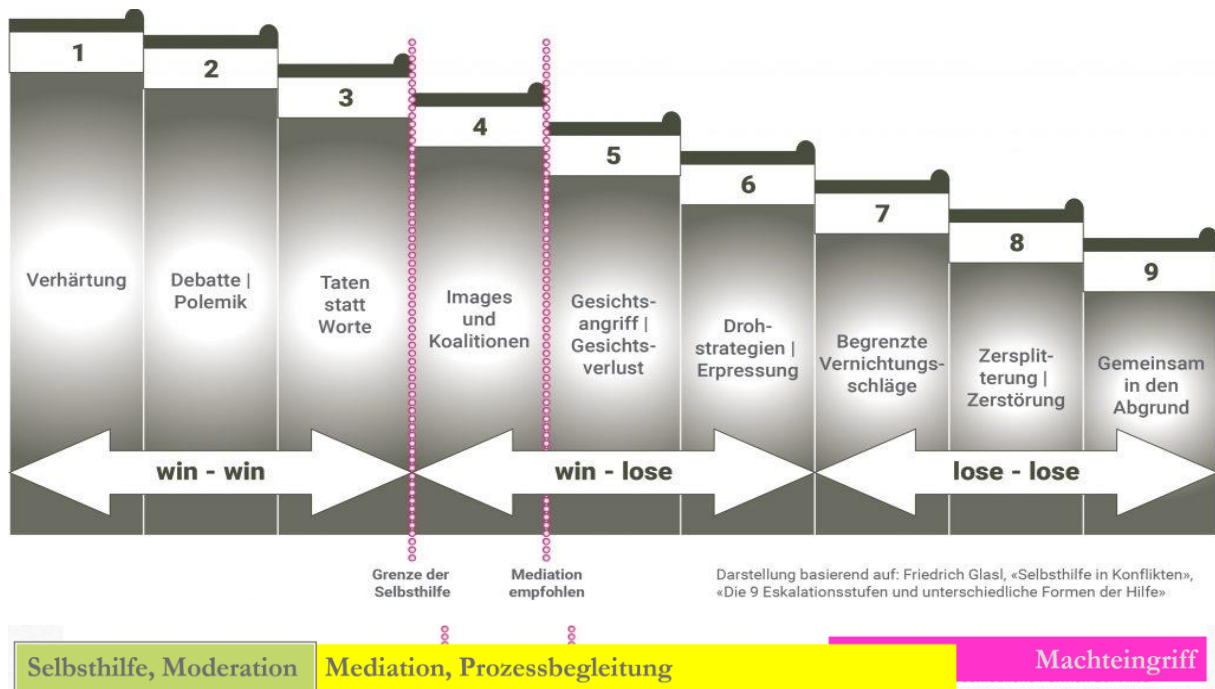 1
2
3
4
5
6
7
8
9
Verhärtung
Debatte |
Polemik
Taten
statt
Worte
Images
und
Koalitionen
Gesichts-
angriff |
Gesichts-
verlust
Droh-
strategien |
Erpressung
Begrenzte
Vernichtungs-
schläge
Zersplit-
terung |
Zerstörung
Gemeinsam
in den
Abgrund
win - win
win - lose
lose - lose
Grenze der
Selbsthilfe
Mediation
empfohlen
Darstellung basierend auf: Friedrich Glasl, «Selbsthilfe in Konflikten»,
«Die 9 Eskalationsstufen und unterschiedliche Formen der Hilfe»
Selbsthilfe, Moderation
Mediation, Prozessbegleitung
Machteingriff